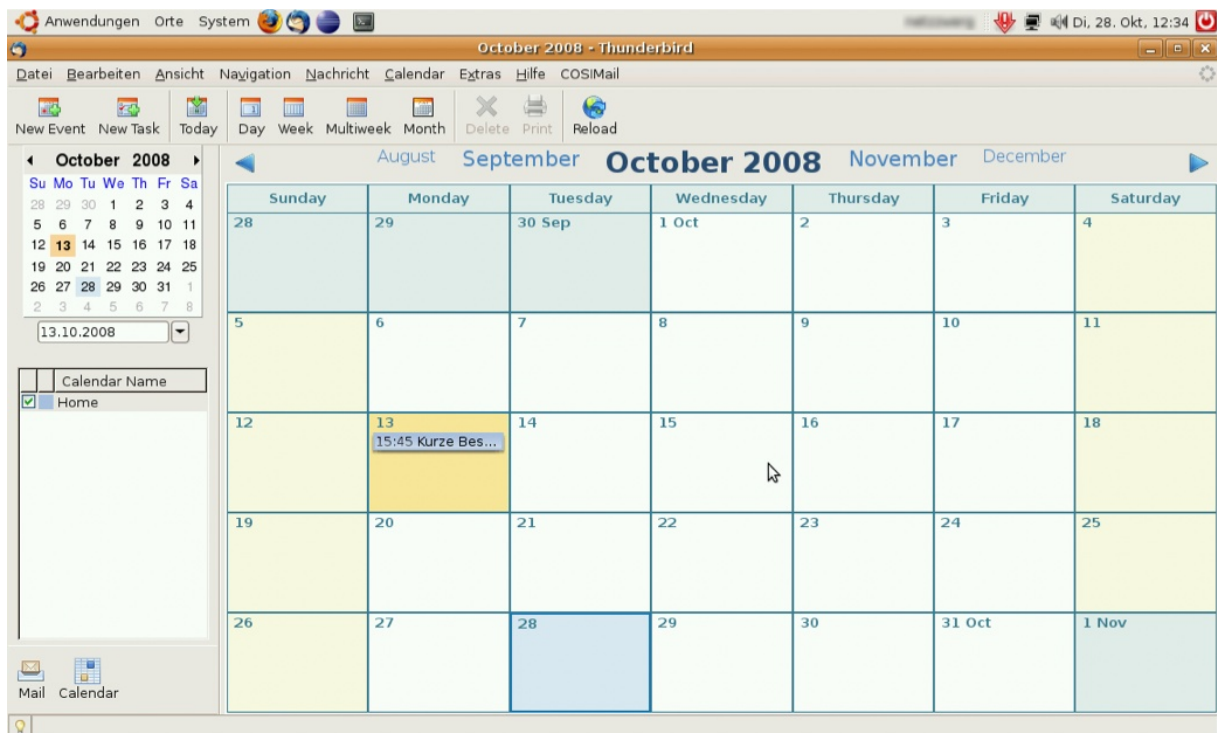 Anwendungen Orte System Di, 28. Okt, 12:34
October 2008 - Thunderbird
Datei Bearbeiten Ansicht Navigation Nachricht Calendar Extras Hilfe COSIMail
New Event New Task Today Day Week Multiweek Month Delete Print Reload
October 2008
Su Mo Tu We Th Fr Sa
28 29 30 1 2 3 4
5 6 7 8 9 10 11
12 13 14 15 16 17 18
19 20 21 22 23 24 25
26 27 28 29 30 31 1
2 3 4 5 6 7 8
13.10.2008
Calendar Name
Home
Mail Calendar
August September October 2008 November December
Sunday Monday Tuesday Wednesday Thursday Friday Saturday
28 29 30 Sep 1 Oct 2 3 4
5 6 7 8 9 10 11
12 13 14 15 16 17 18
15:45 Kurze Bes...
19 20 21 22 23 24 25
26 27 28 29 30 31 Oct 1 Nov